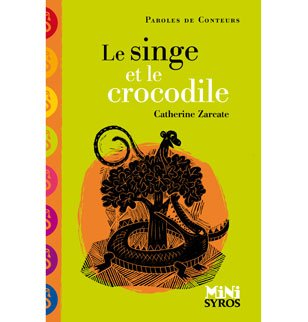 PAROLES DE CONTEURS
Le singe
et le
crocodile
Catherine Zarcate
MiNi
SYROS